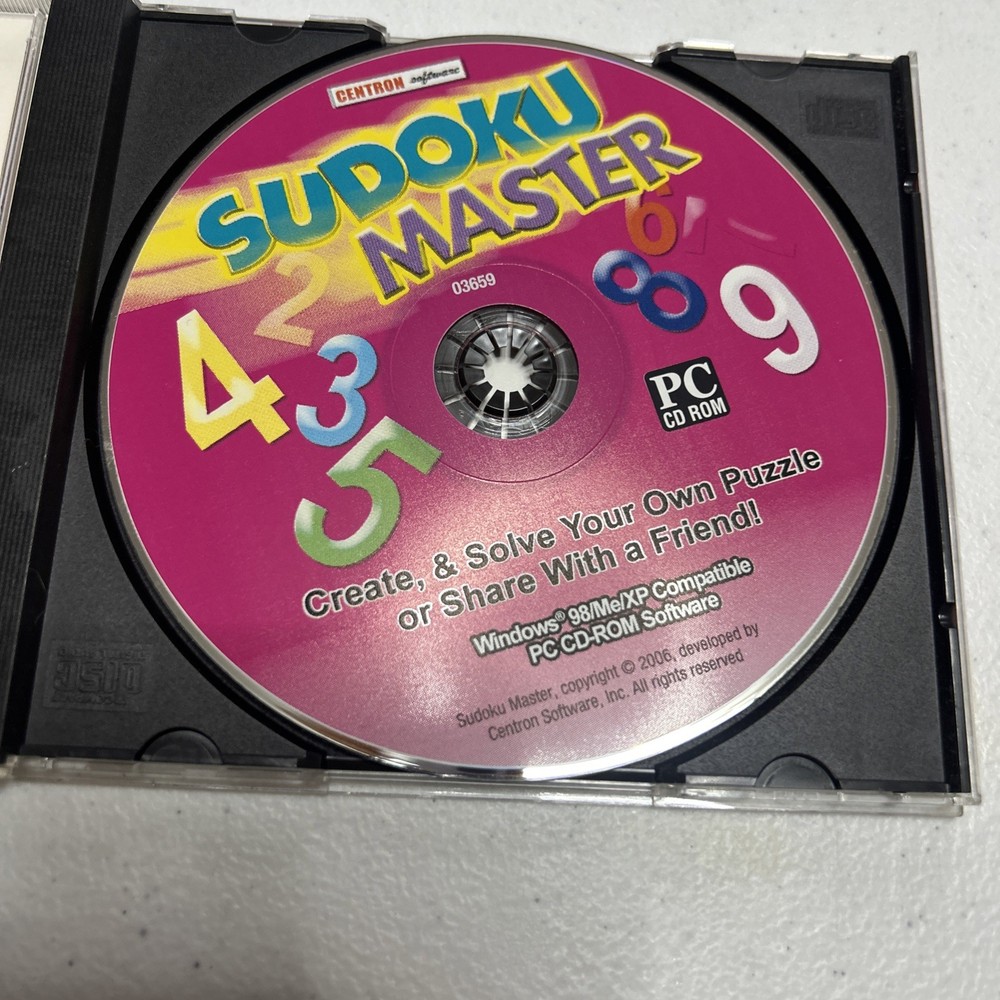 CENTRON software
SUDOKU
MASTER
03659
2
6
8
9
4
3
5
PC
CD ROM
Create, & Solve Your Own Puzzle
or Share With a Friend!
Windows® 98/Me/XP Compatible
PC CD-ROM Software
Sudoku Master, copyright © 2006, developed by
Centron Software, Inc. All rights reserved